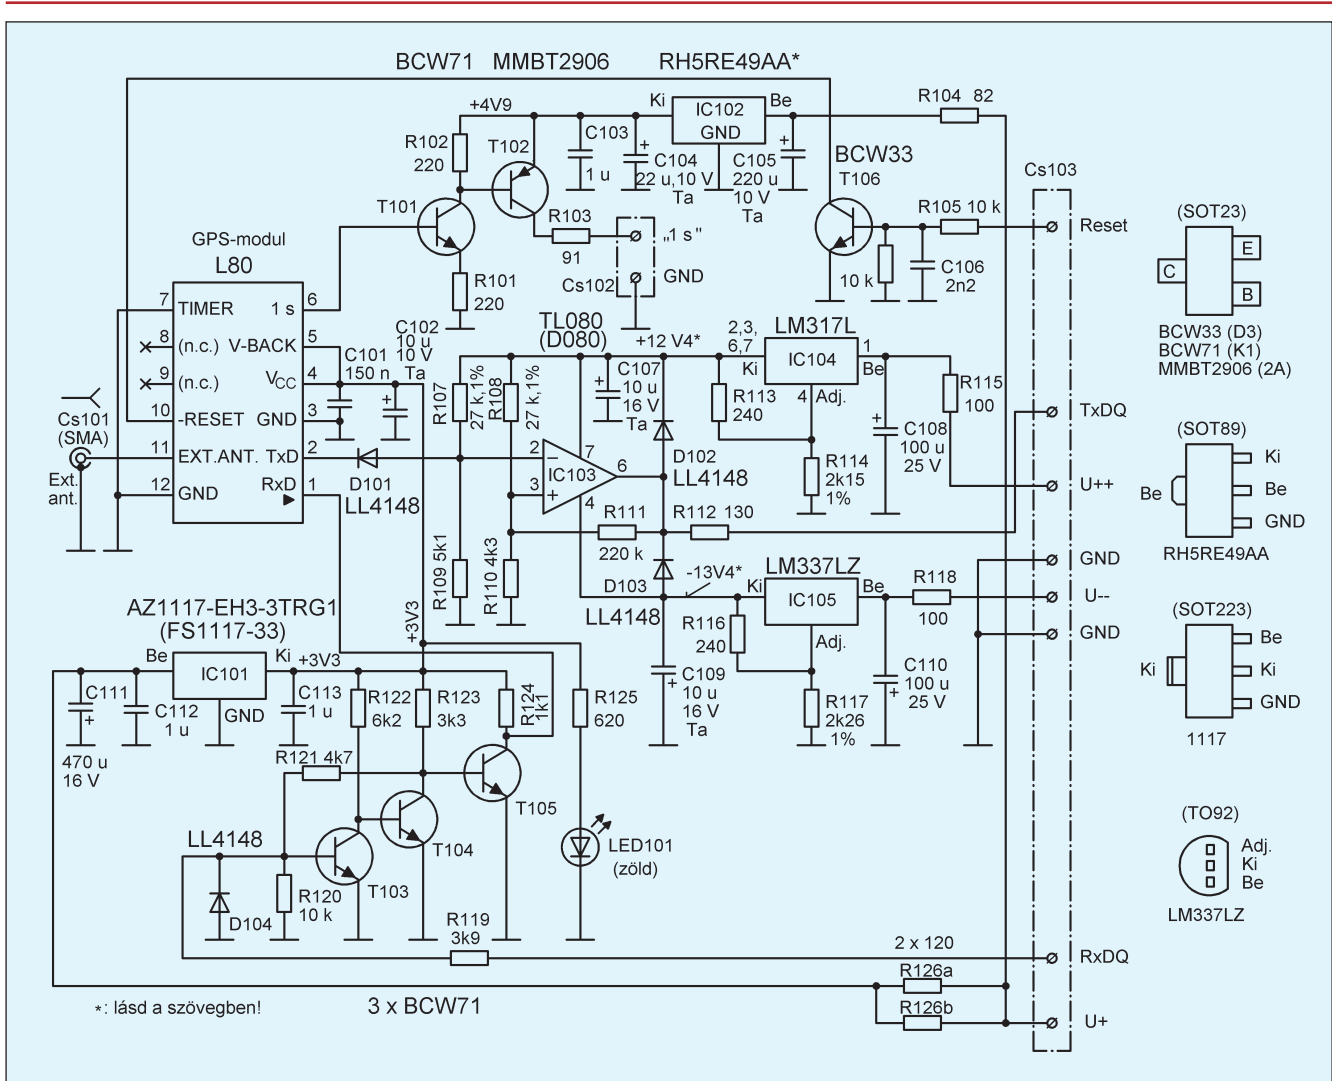 BCW71 MMBT2906 RH5RE49AA*
+4V9
Ki
IC102
GND
Be
R104 82
R102
220
T102
C103
1 u
C104
22 u,10 V
Ta
C105
220 u
10 V
Ta
BCW33
T106
Cs103
T101
R103
91
„1 s"
GND
Cs102
R105 10 k
Reset
10 k
C106
2n2
(SOT23)
C
E
B
BCW33 (D3)
BCW71 (K1)
MMBT2906 (2A)
GPS-modul
L80
R101
220
7
TIMER
1 s
6
8
(n.c.)
V-BACK
5
9
(n.c.)
VCC
4
10
-RESET
GND
3
11
EXT.ANT.
TxD
2
12
GND
RxD
1
Cs101
(SMA)
Ext.
ant.
C102
10 u
10 V
Ta
C101
150 n
D101
LL4148
TL080
(D080)
+12 V4*
R107
27 k,1%
R108
27 k,1%
C107
10 u
16 V
Ta
2
3
7
4
6
IC103
D102
LL4148
2,3,
6,7
Ki
LM317L
IC104
1
Be
4
Adj.
R113
240
R114
2k15
1%
C108
100 u
25 V
R115
100
TxDQ
U++
(SOT89)
Ki
Be
Be
GND
RH5RE49AA
R111
220 k
R112 130
R109 5k1
R110 4k3
D103
LL4148
-13V4*
Ki
LM337LZ
IC105
Be
Adj.
R118
100
GND
U--
GND
R116
240
C109
10 u
16 V
Ta
R117
2k26
1%
C110
100 u
25 V
(SOT223)
Be
Ki
Ki
GND
1117
AZ1117-EH3-3TRG1
(FS1117-33)
Be
IC101
Ki
GND
+3V3
+3V3
C111
470 u
16 V
C112
1 u
C113
1 u
R122
6k2
R123
3k3
R124
1k1
R125
620
R121 4k7
T105
LL4148
T104
T103
LED101
(zöld)
D104
R120
10 k
R119
3k9
(TO92)
Adj.
Ki
Be
LM337LZ
2 x 120
RxDQ
R126a
R126b
U+
*: lásd a szövegben!
3 x BCW71